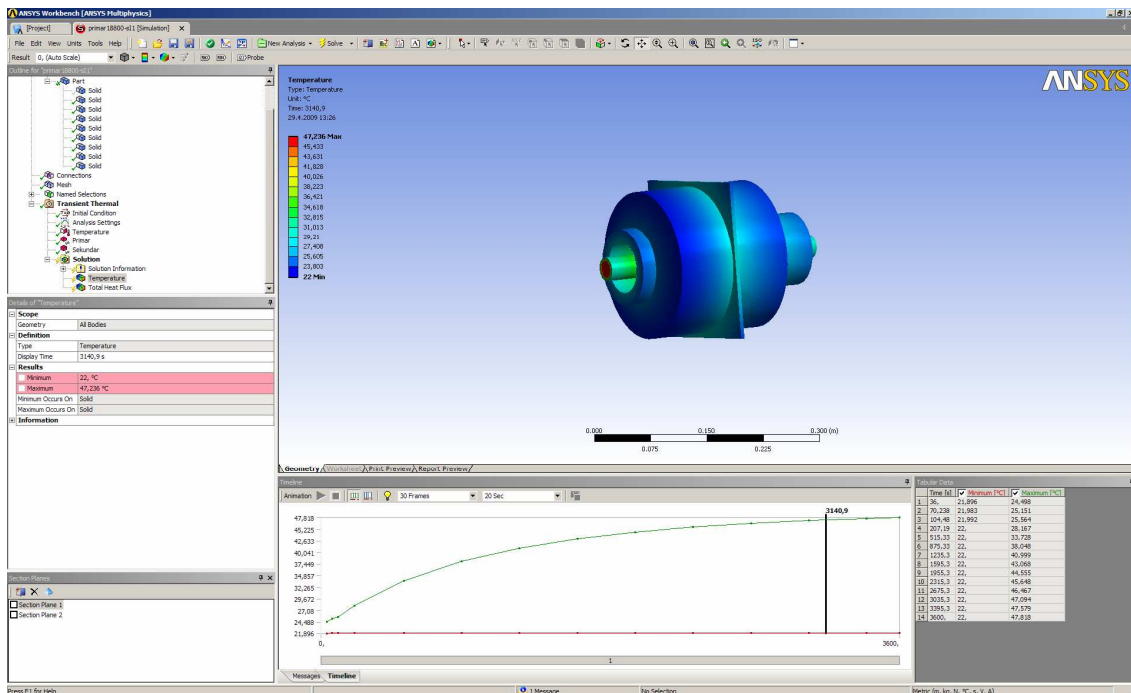 ANSYS Workbench [ANSYS Multiphysics]
[Project] primar18800-sl1 [Simulation] x
File Edit View Units Tools Help New Analysis Solve
Result 0, (Auto Scale) Probe
Outline for "primar18800-sl1"
Part
Solid
Solid
Solid
Solid
Solid
Solid
Solid
Solid
Solid
Connections
Mesh
Named Selections
Transient Thermal
Initial Condition
Analysis Settings
Temperature
Primar
Sekundar
Solution
Solution Information
Temperature
Total Heat Flux
Details of "Temperature"
Scope
Geometry All Bodies
Definition
Type Temperature
Display Time 3140,9 s
Results
Minimum 22, °C
Maximum 47,236 °C
Minimum Occurs On Solid
Maximum Occurs On Solid
Information
Section Planes
Section Plane 1
Section Plane 2
Temperature
Type: Temperature
Unit: °C
Time: 3140,9
29.4.2009 13:26
47,236 Max
45,433
43,631
41,828
40,026
38,223
36,421
34,618
32,815
31,013
29,21
27,408
25,605
23,803
22 Min
ANSYS
0.000 0.150 0.300 (m)
0.075 0.225
Geometry Worksheet Print Preview Report Preview
Timeline
Animation 30 Frames 20 Sec
3140,9
47,818
45,225
42,633
40,041
37,449
34,857
32,265
29,672
27,08
24,488
21,896
0, 3600,
1
Messages Timeline
Tabular Data
Time [s] Minimum [°C] Maximum [°C]
1 36, 21,896 24,498
2 70,238 21,983 25,151
3 104,48 21,992 25,564
4 207,19 22, 28,167
5 515,33 22, 33,728
6 875,33 22, 38,048
7 1235,3 22, 40,999
8 1595,3 22, 43,068
9 1955,3 22, 44,555
10 2315,3 22, 45,648
11 2675,3 22, 46,467
12 3035,3 22, 47,094
13 3395,3 22, 47,579
14 3600, 22, 47,818
Press F1 for Help 1 Message No Selection Metric (m, kg, N, °C, s, V, A)